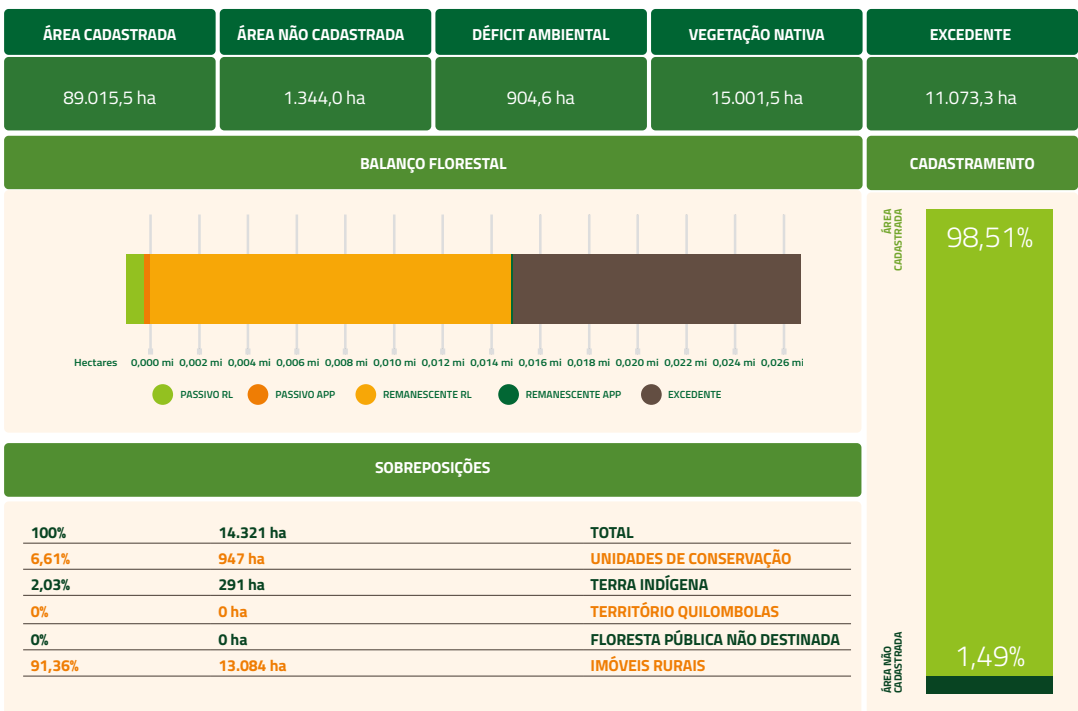 ÁREA CADASTRADA
ÁREA NÃO CADASTRADA
DÉFICIT AMBIENTAL
VEGETAÇÃO NATIVA
EXCEDENTE
89.015,5 ha
1.344,0 ha
904,6 ha
15.001,5 ha
11.073,3 ha
BALANÇO FLORESTAL
CADASTRAMENTO
Hectares 0,000 mi 0,002 mi 0,004 mi 0,006 mi 0,008 mi 0,010 mi 0,012 mi 0,014 mi 0,016 mi 0,018 mi 0,020 mi 0,022 mi 0,024 mi 0,026 mi
PASSIVO RL
PASSIVO APP
REMANESCENTE RL
REMANESCENTE APP
EXCEDENTE
ÁREA
CADASTRADA
98,51%
SOBREPOSIÇÕES
100% 14.321 ha TOTAL
6,61% 947 ha UNIDADES DE CONSERVAÇÃO
2,03% 291 ha TERRA INDÍGENA
0% 0 ha TERRITÓRIO QUILOMBOLAS
0% 0 ha FLORESTA PÚBLICA NÃO DESTINADA
91,36% 13.084 ha IMÓVEIS RURAIS
ÁREA NÃO
CADASTRADA
1,49%